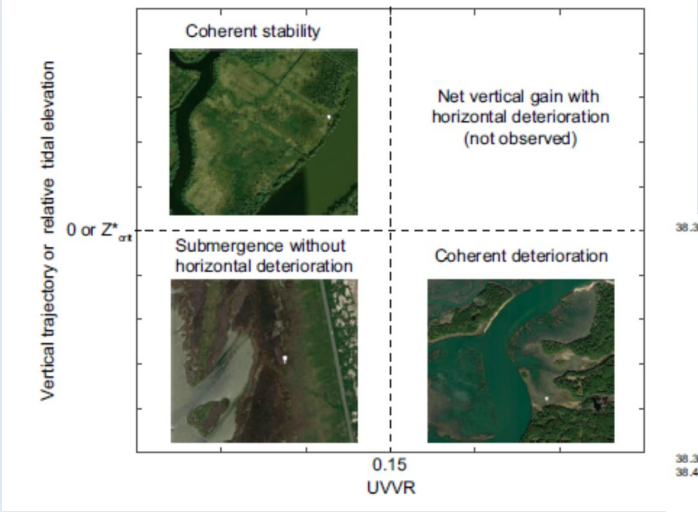 Coherent stability
Net vertical gain with
horizontal deterioration
(not observed)
Vertical trajectory or relative tidal elevation
0 or Z*crit
Submergence without
horizontal deterioration
Coherent deterioration
0.15
UVVR
38.3
38.3
38.4